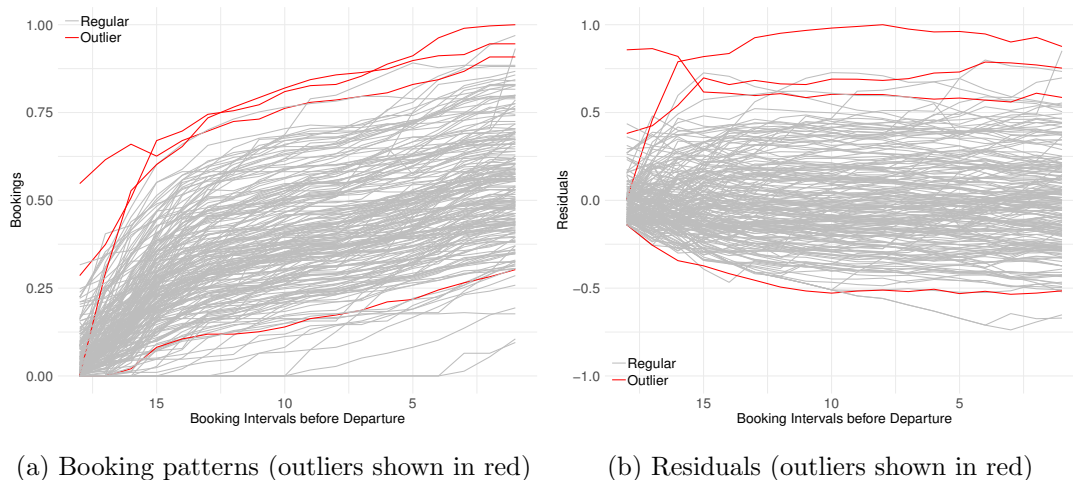 1.00
0.75
0.50
0.25
0.00
Bookings
Regular
Outlier
15
10
5
Booking Intervals before Departure
(a) Booking patterns (outliers shown in red)
1.0
0.5
0.0
−0.5
−1.0
Residuals
Regular
Outlier
15
10
5
Booking Intervals before Departure
(b) Residuals (outliers shown in red)